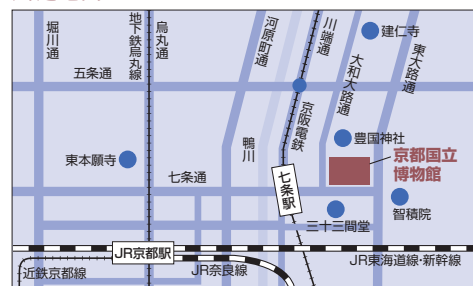 堀川通
地下鉄烏丸線
烏丸通
河原町通
川端通
大和大路通
建仁寺
東大路通
五条通
京阪電鉄
鴨川
豊国神社
京都国立
博物館
東本願寺
七条通
七条駅
智積院
三十三間堂
JR京都駅
JR東海道線・新幹線
近鉄京都線
JR奈良線